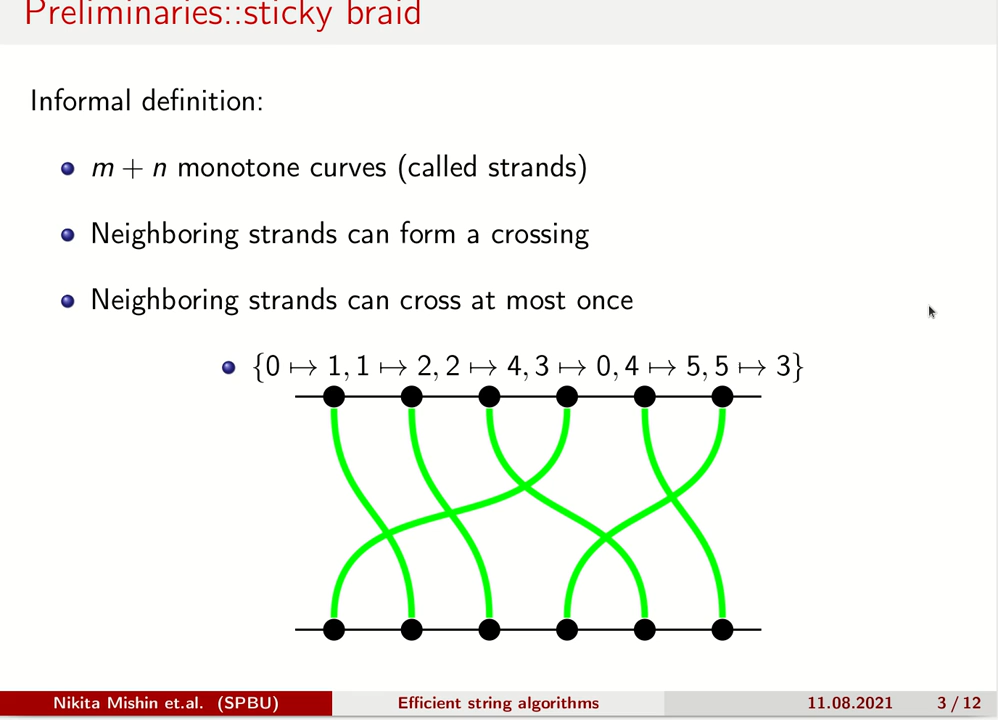 Preliminaries::sticky braid
Informal definition:
m + n monotone curves (called strands)
Neighboring strands can form a crossing
Neighboring strands can cross at most once
{0 ↦ 1, 1 ↦ 2, 2 ↦ 4, 3 ↦ 0, 4 ↦ 5, 5 ↦ 3}
Nikita Mishin et.al. (SPBU) Efficient string algorithms 11.08.2021 3 / 12